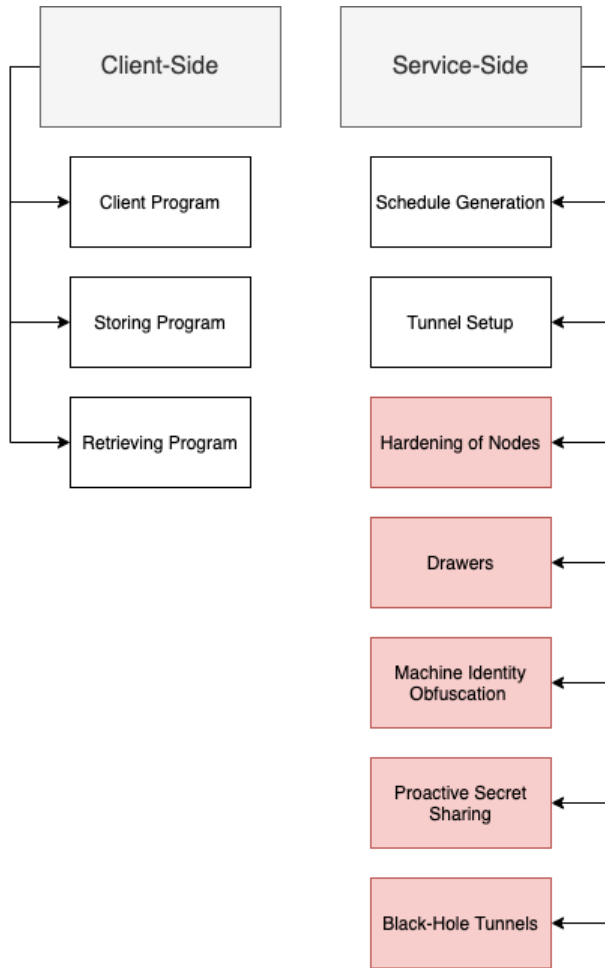 Client-Side
Client Program
Storing Program
Retrieving Program
Service-Side
Schedule Generation
Tunnel Setup
Hardening of Nodes
Drawers
Machine Identity
Obfuscation
Proactive Secret
Sharing
Black-Hole Tunnels